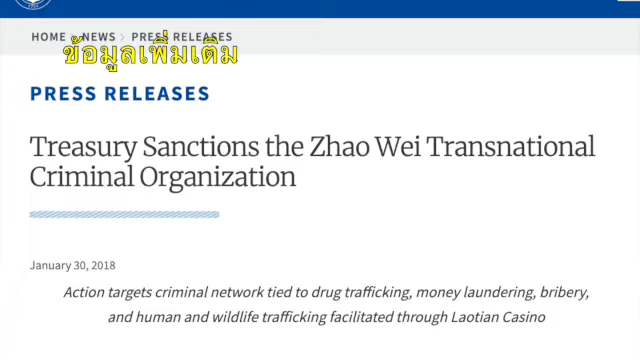 HOME > NEWS > PRESS RELEASES
ข้อมูลเพิ่มเติม
PRESS RELEASES
Treasury Sanctions the Zhao Wei Transnational
Criminal Organization
January 30, 2018
Action targets criminal network tied to drug trafficking, money laundering, bribery,
and human and wildlife trafficking facilitated through Laotian Casino